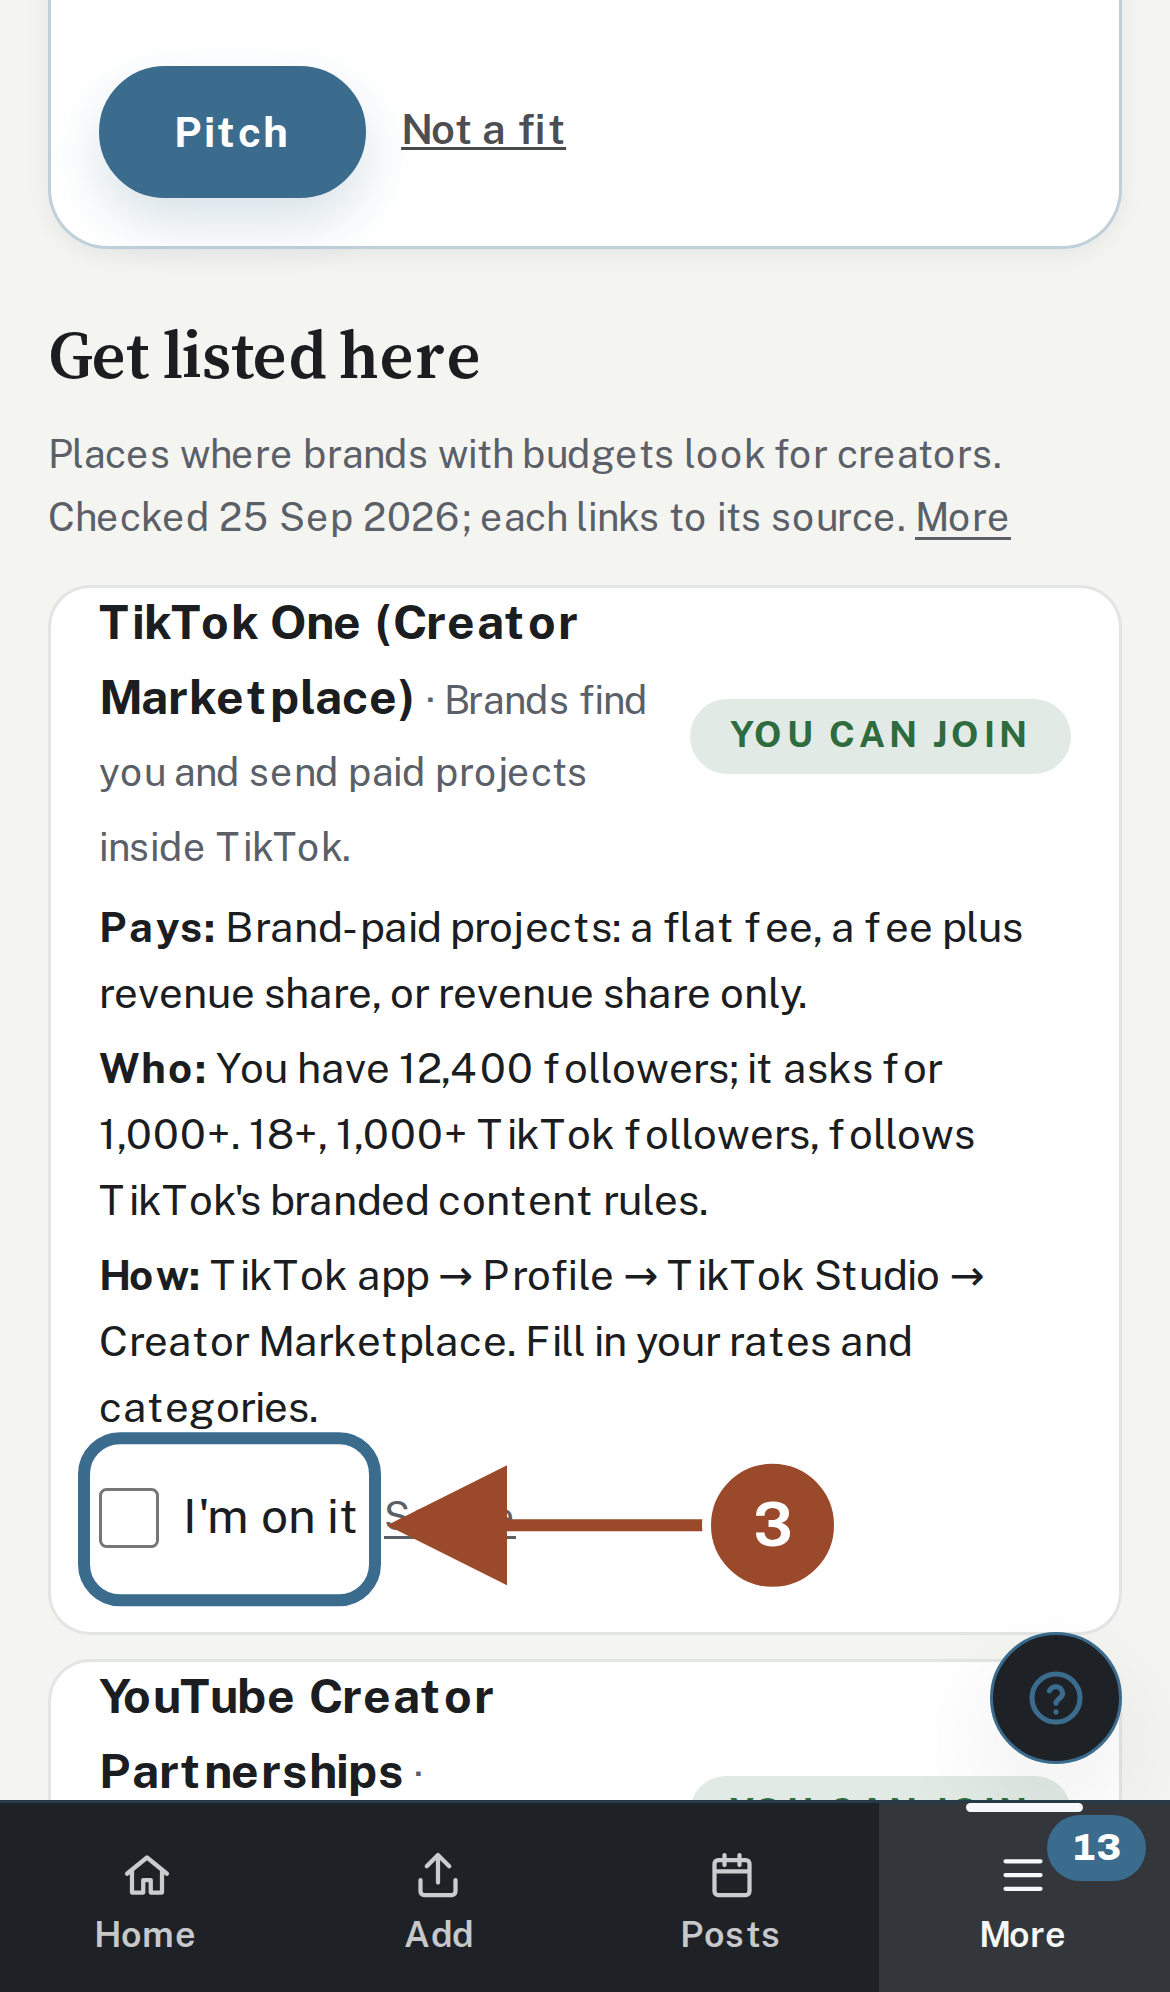 Pitch
Not a fit
Get listed here
Places where brands with budgets look for creators.
Checked 25 Sep 2026; each links to its source. More
TikTok One (Creator
Marketplace) · Brands find
you and send paid projects
inside TikTok.
YOU CAN JOIN
Pays: Brand-paid projects: a flat fee, a fee plus
revenue share, or revenue share only.
Who: You have 12,400 followers; it asks for
1,000+. 18+, 1,000+ TikTok followers, follows
TikTok's branded content rules.
How: TikTok app → Profile → TikTok Studio →
Creator Marketplace. Fill in your rates and
categories.
I'm on it
3
YouTube Creator
Partnerships ·
YOU CAN JOIN
13
Home
Add
Posts
More